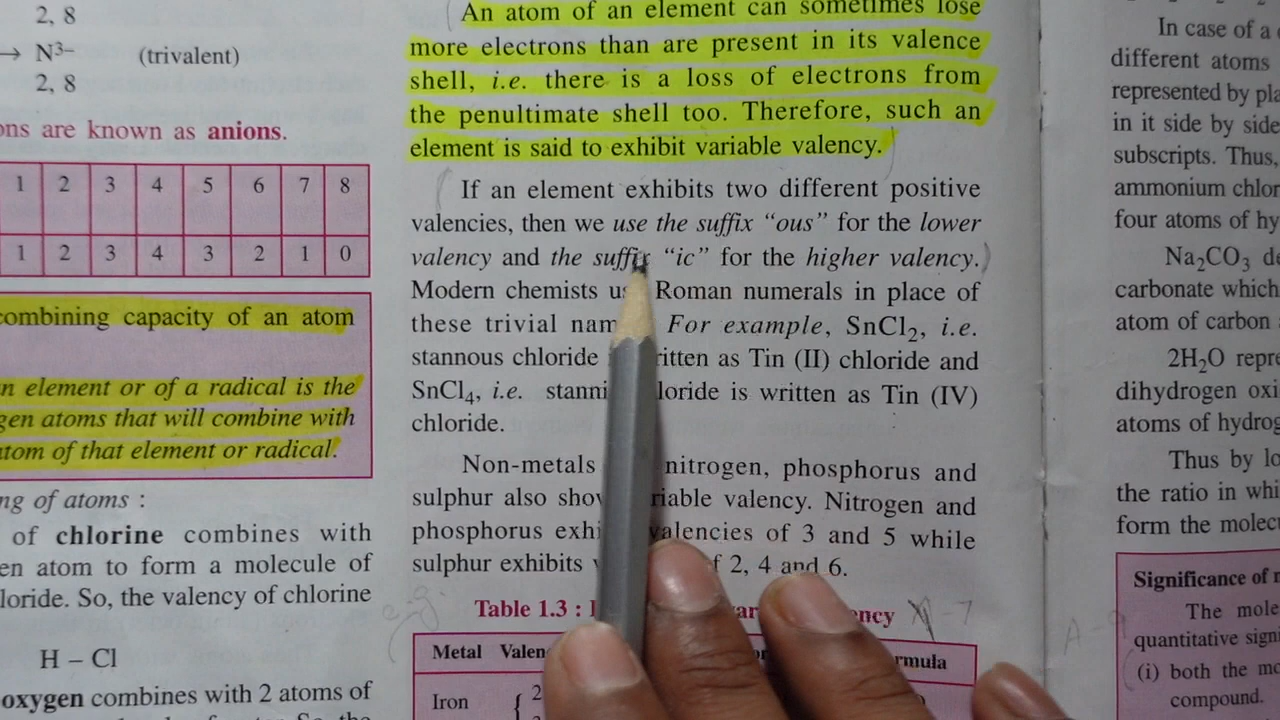 2, 8
→ N³⁻ (trivalent)
2, 8
ons are known as anions.
1 2 3 4 5 6 7 8
1 2 3 4 3 2 1 0
combining capacity of an atom
n element or of a radical is the
gen atoms that will combine with
atom of that element or radical.
ng of atoms :
of chlorine combines with
en atom to form a molecule of
loride. So, the valency of chlorine
H – Cl
oxygen combines with 2 atoms of
An atom of an element can sometimes lose
more electrons than are present in its valence
shell, i.e. there is a loss of electrons from
the penultimate shell too. Therefore, such an
element is said to exhibit variable valency.
If an element exhibits two different positive
valencies, then we use the suffix “ous” for the lower
valency and the suffix “ic” for the higher valency.
Modern chemists Roman numerals in place of
these trivial For example, SnCl₂, i.e.
stannous chloride ritten as Tin (II) chloride and
SnCl₄, i.e. stanni loride is written as Tin (IV)
chloride.
Non-metals nitrogen, phosphorus and
sulphur also riable valency. Nitrogen and
phosphorus exhi valencies of 3 and 5 while
sulphur exhibits 2, 4 and 6.
e.g.
Table 1.3 : ency
Metal Valen rmula
Iron { 2
In case of a
different atoms
represented by pla
in it side by side
subscripts. Thus,
ammonium chlor
four atoms of hy
Na₂CO₃ de
carbonate which
atom of carbon
2H₂O repre
dihydrogen oxi
atoms of hydrog
Thus by lo
the ratio in whi
form the molec
Significance of
The mole
quantitative sign
(i) both the mo
compound.